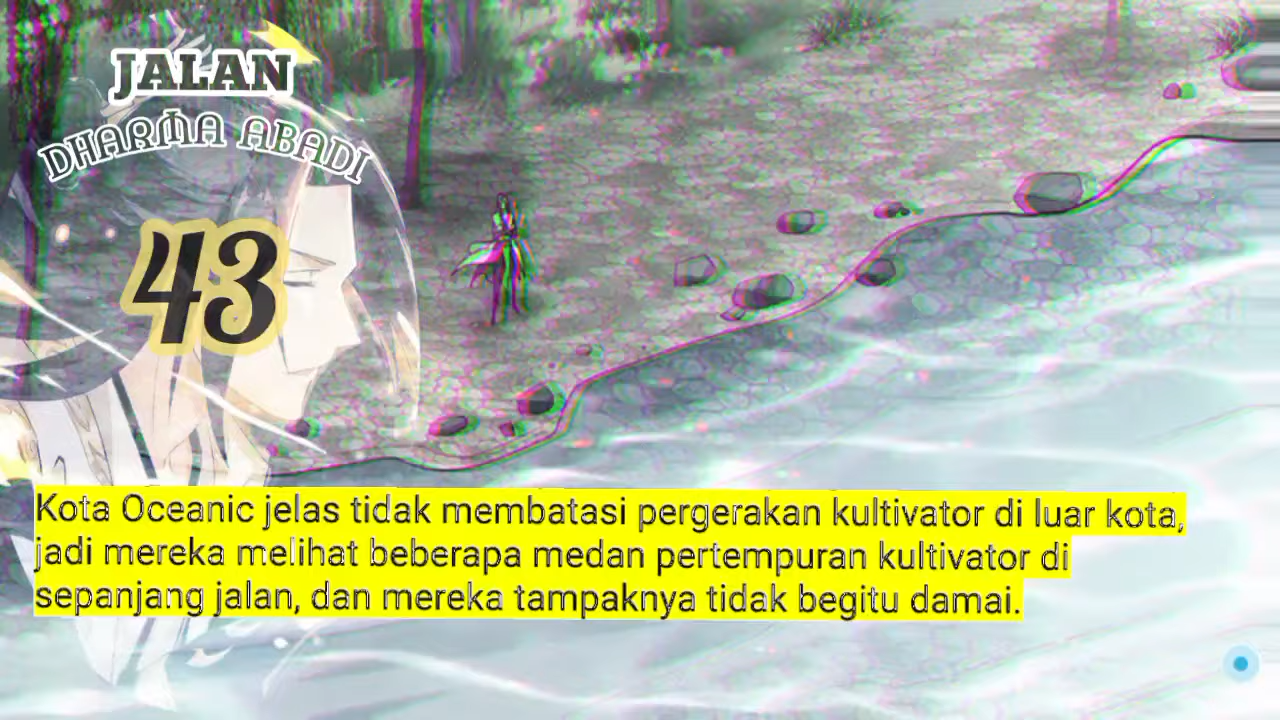 JALAN
DHARMA ABADI
43
Kota Oceanic jelas tidak membatasi pergerakan kultivator di luar kota,
jadi mereka melihat beberapa medan pertempuran kultivator di
sepanjang jalan, dan mereka tampaknya tidak begitu damai.